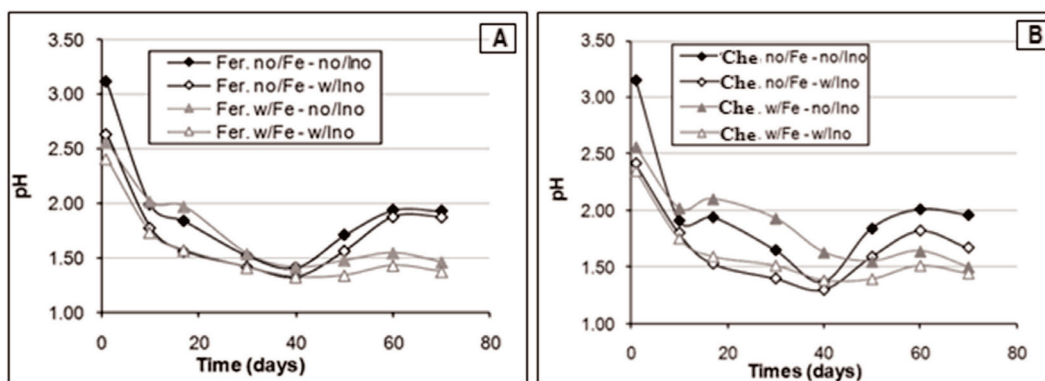 A
3.50
3.00
2.50
2.00
1.50
1.00
pH
Fer. no/Fe - no/Ino
Fer. no/Fe - w/Ino
Fer. w/Fe - no/Ino
Fer. w/Fe - w/Ino
0 20 40 60 80
Time (days)
B
3.50
3.00
2.50
2.00
1.50
1.00
pH
Che. no/Fe - no/Ino
Che. no/Fe - w/Ino
Che. w/Fe - no/Ino
Che. w/Fe - w/Ino
0 20 40 60 80
Times (days)